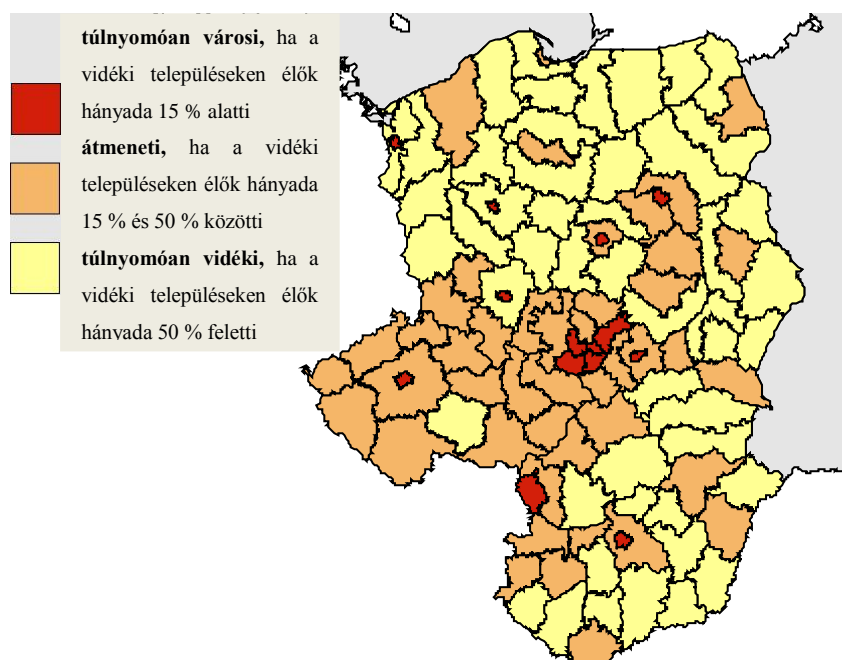 túlnyomóan városi, ha a
vidéki településeken élők
hányada 15 % alatti
átmeneti, ha a vidéki
településeken élők hányada
15 % és 50 % közötti
túlnyomóan vidéki, ha a
vidéki településeken élők
hányada 50 % feletti